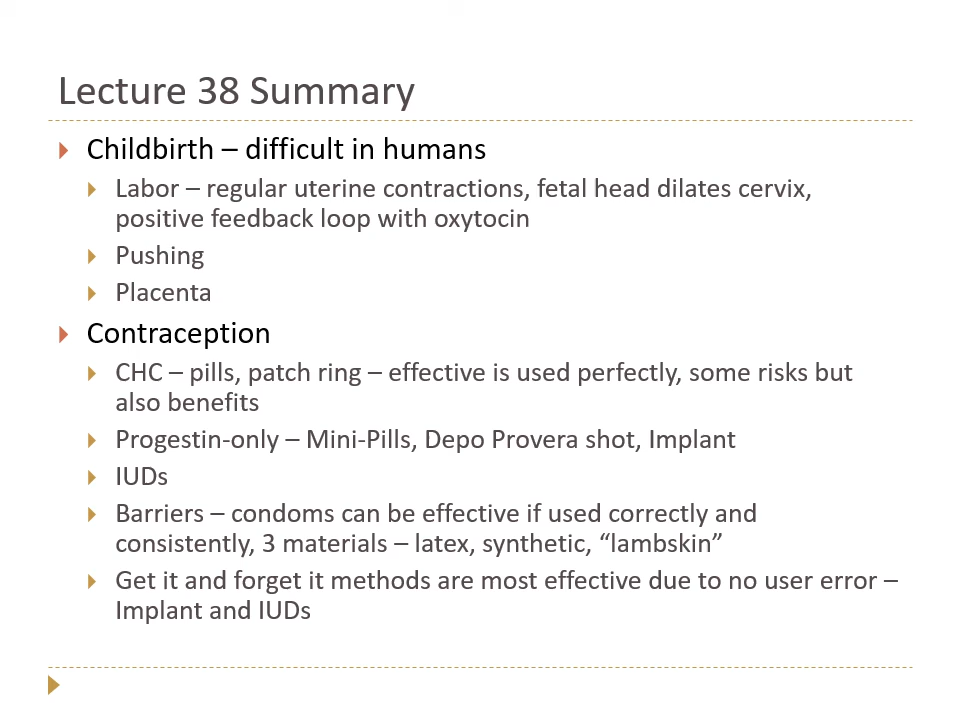 Lecture 38 Summary
Childbirth – difficult in humans
Labor – regular uterine contractions, fetal head dilates cervix,
positive feedback loop with oxytocin
Pushing
Placenta
Contraception
CHC – pills, patch ring – effective is used perfectly, some risks but
also benefits
Progestin-only – Mini-Pills, Depo Provera shot, Implant
IUDs
Barriers – condoms can be effective if used correctly and
consistently, 3 materials – latex, synthetic, “lambskin”
Get it and forget it methods are most effective due to no user error –
Implant and IUDs